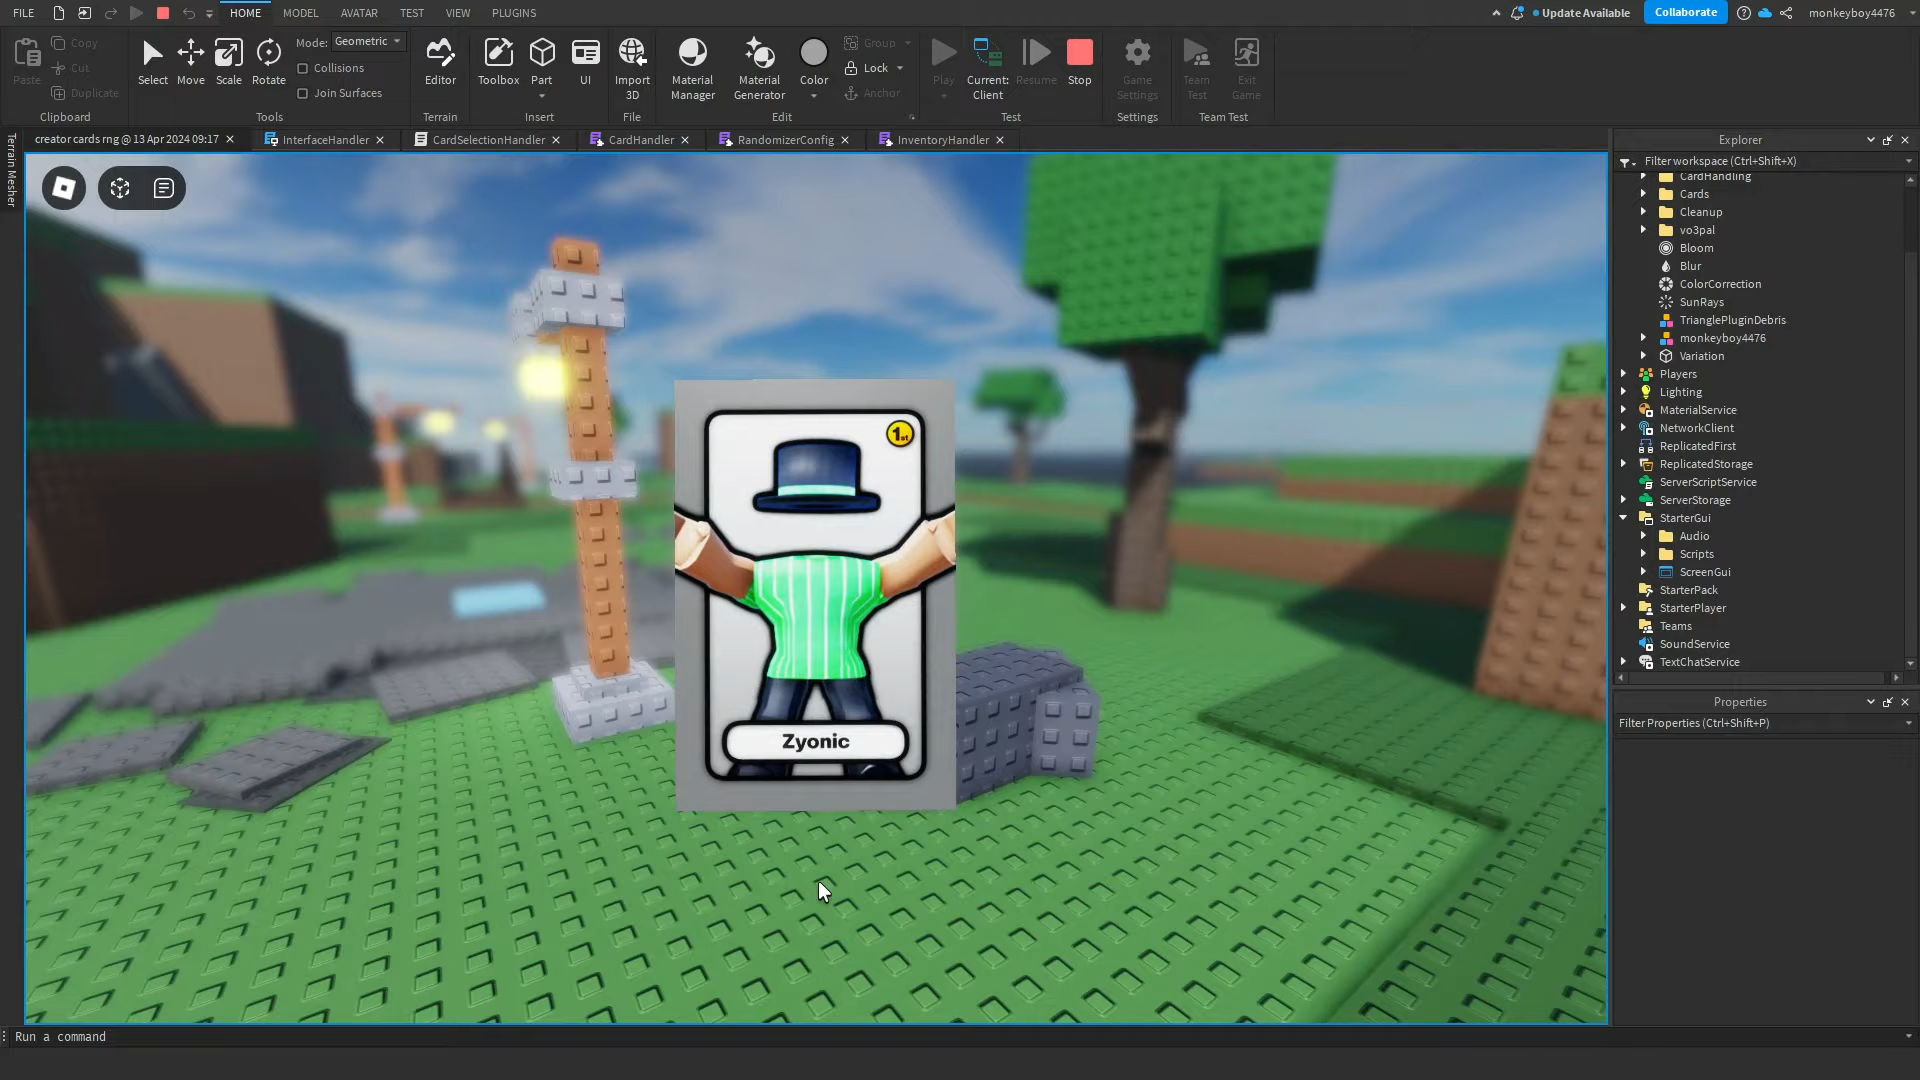 FILE HOME MODEL AVATAR TEST VIEW PLUGINS Update Available Collaborate monkeyboy4476
Paste Copy Cut Duplicate Clipboard
Select Move Scale Rotate Mode: Geometric Collisions Join Surfaces Tools
Editor Terrain
Toolbox Part UI Insert
Import 3D File
Material Manager Material Generator Color Group Lock Anchor Edit
Play Current: Client Resume Stop Test
Game Settings Settings
Team Test Exit Game Team Test
creator cards rng @ 13 Apr 2024 09:17 InterfaceHandler CardSelectionHandler CardHandler RandomizerConfig InventoryHandler
Terrain Mesher
1st
Zyonic
Explorer
Filter workspace (Ctrl+Shift+X)
CardHandling
Cards
Cleanup
vo3pal
Bloom
Blur
ColorCorrection
SunRays
TrianglePluginDebris
monkeyboy4476
Variation
Players
Lighting
MaterialService
NetworkClient
ReplicatedFirst
ReplicatedStorage
ServerScriptService
ServerStorage
StarterGui
Audio
Scripts
ScreenGui
StarterPack
StarterPlayer
Teams
SoundService
TextChatService
Properties
Filter Properties (Ctrl+Shift+P)
Run a command